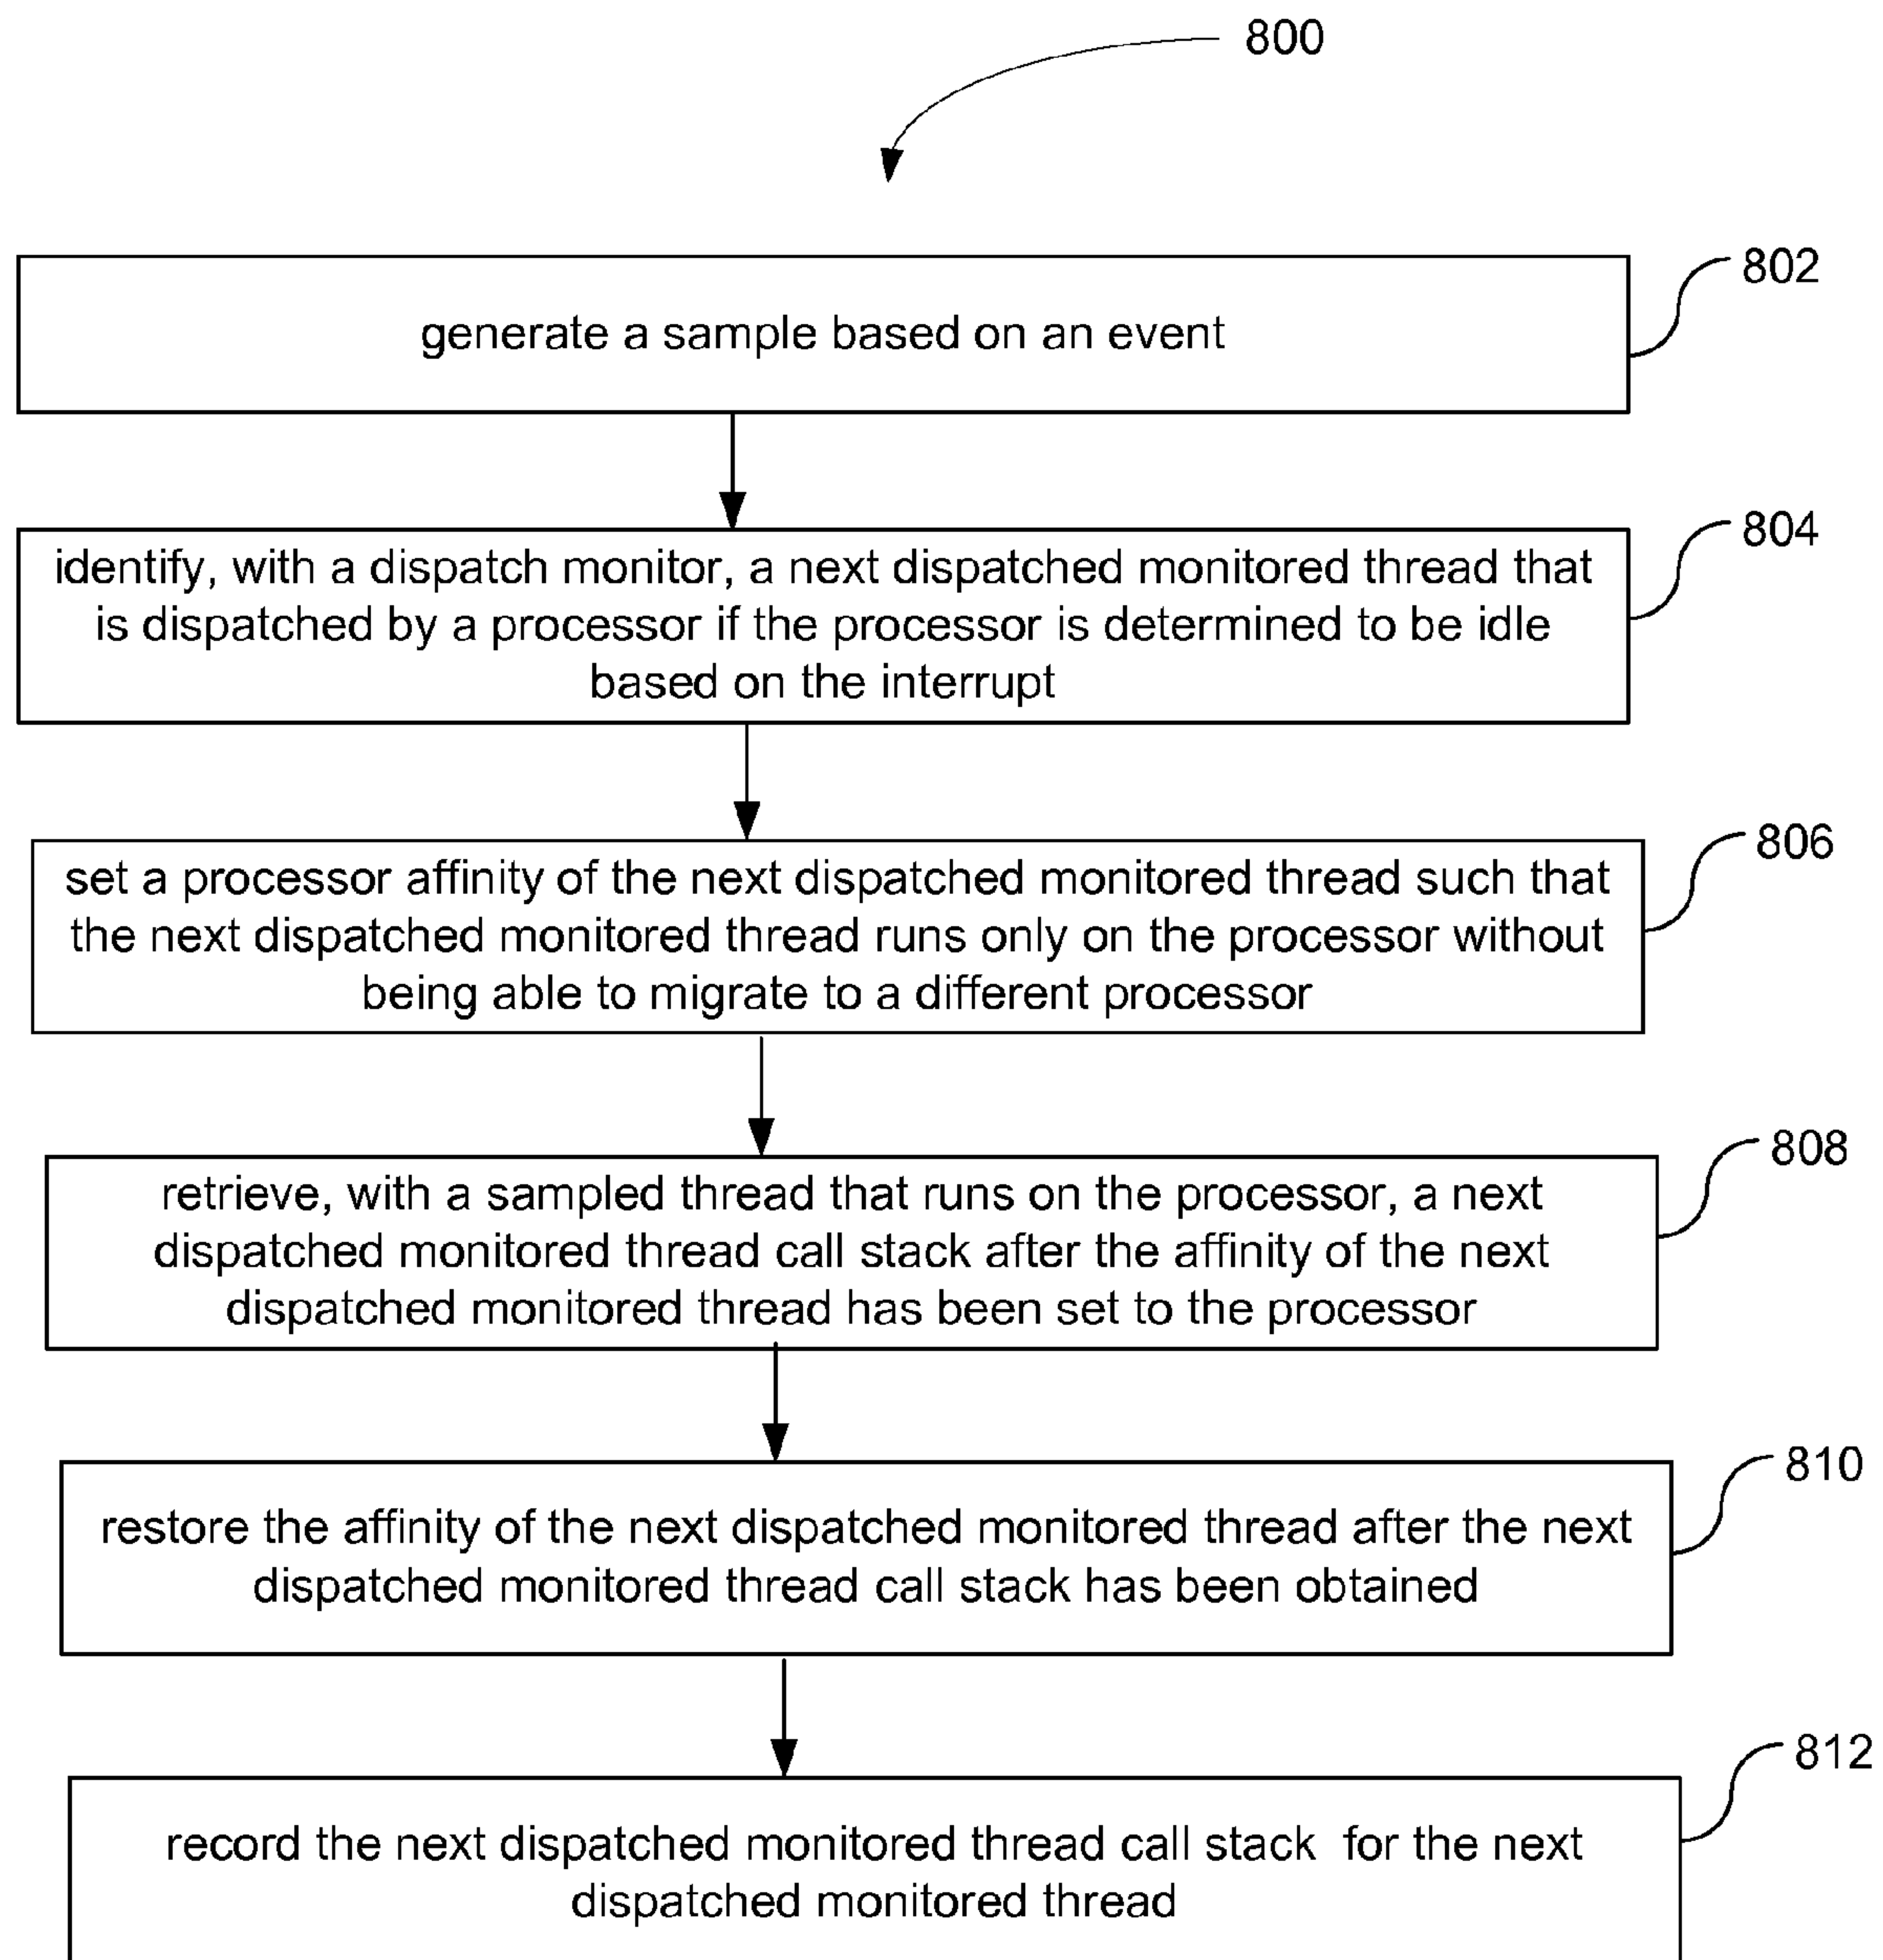 800
802
generate a sample based on an event
804
identify, with a dispatch monitor, a next dispatched monitored thread that
is dispatched by a processor if the processor is determined to be idle
based on the interrupt
806
set a processor affinity of the next dispatched monitored thread such that
the next dispatched monitored thread runs only on the processor without
being able to migrate to a different processor
808
retrieve, with a sampled thread that runs on the processor, a next
dispatched monitored thread call stack after the affinity of the next
dispatched monitored thread has been set to the processor
810
restore the affinity of the next dispatched monitored thread after the next
dispatched monitored thread call stack has been obtained
812
record the next dispatched monitored thread call stack for the next
dispatched monitored thread